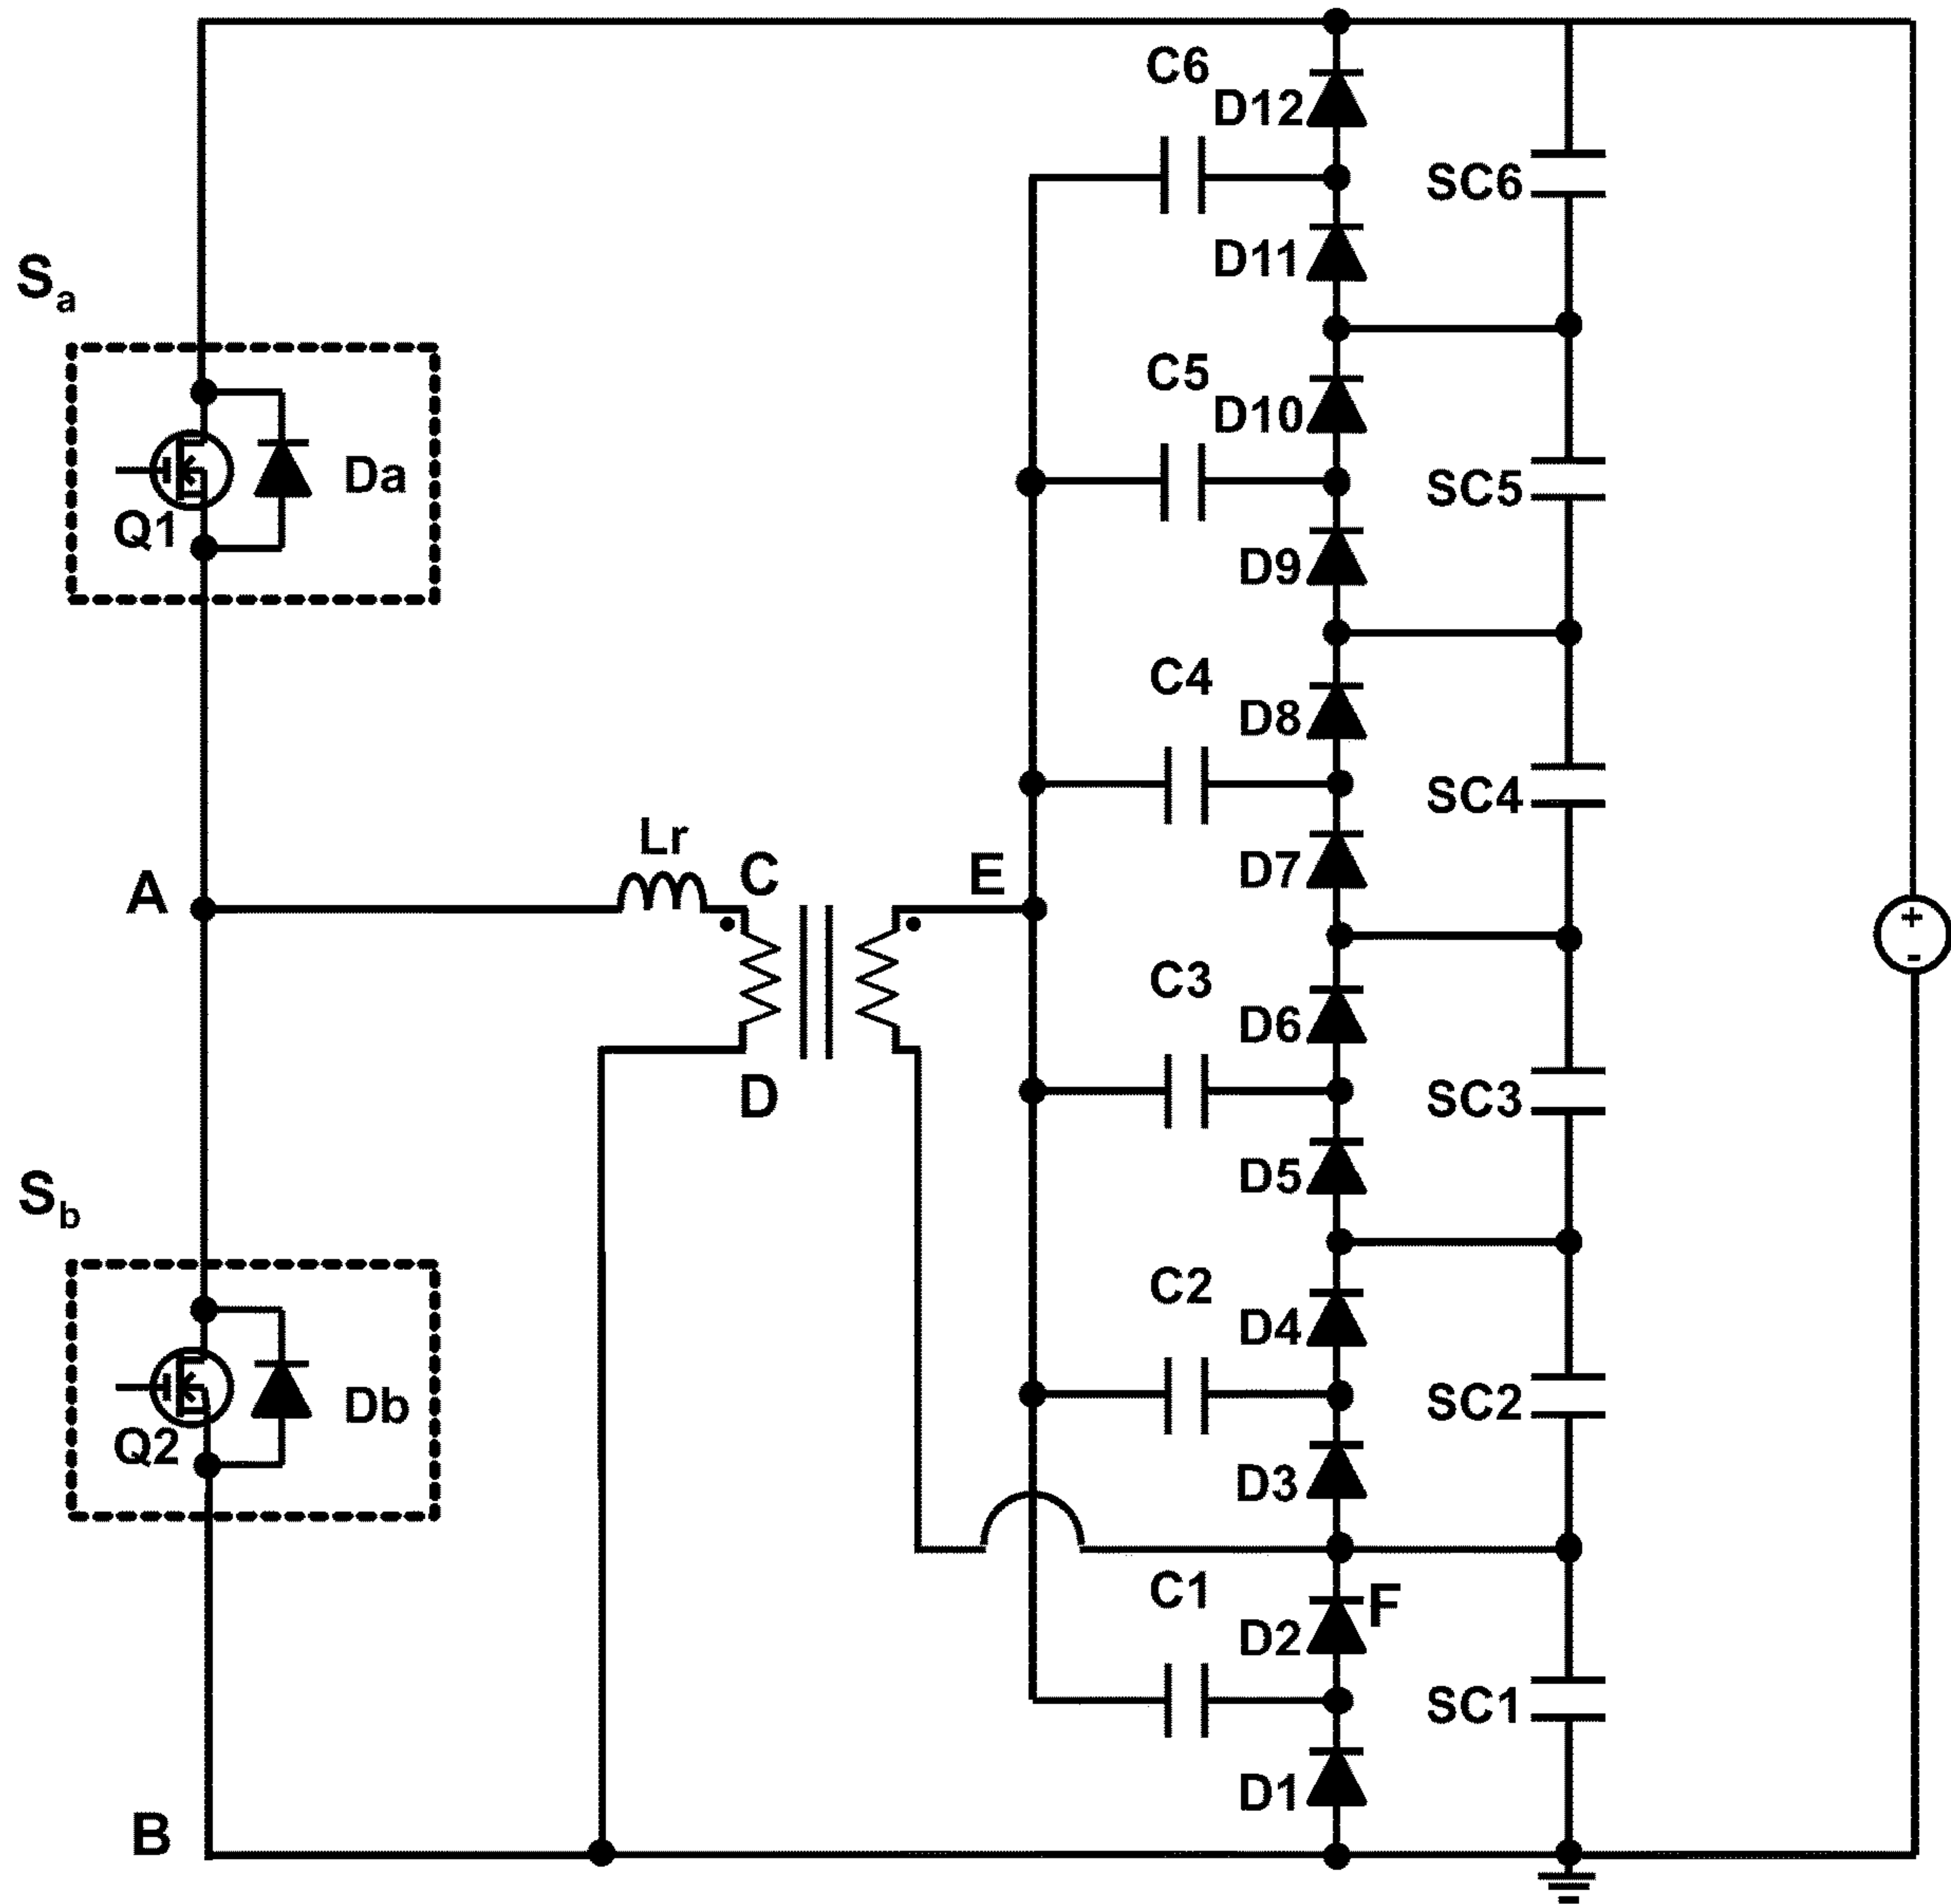 C6
D12
SC6
D11
Sa
C5
D10
Da
SC5
Q1
D9
C4
D8
SC4
Lr
C
E
D7
A
+
-
C3
D6
D
SC3
D5
Sb
C2
D4
Db
SC2
Q2
D3
C1
F
D2
SC1
D1
B